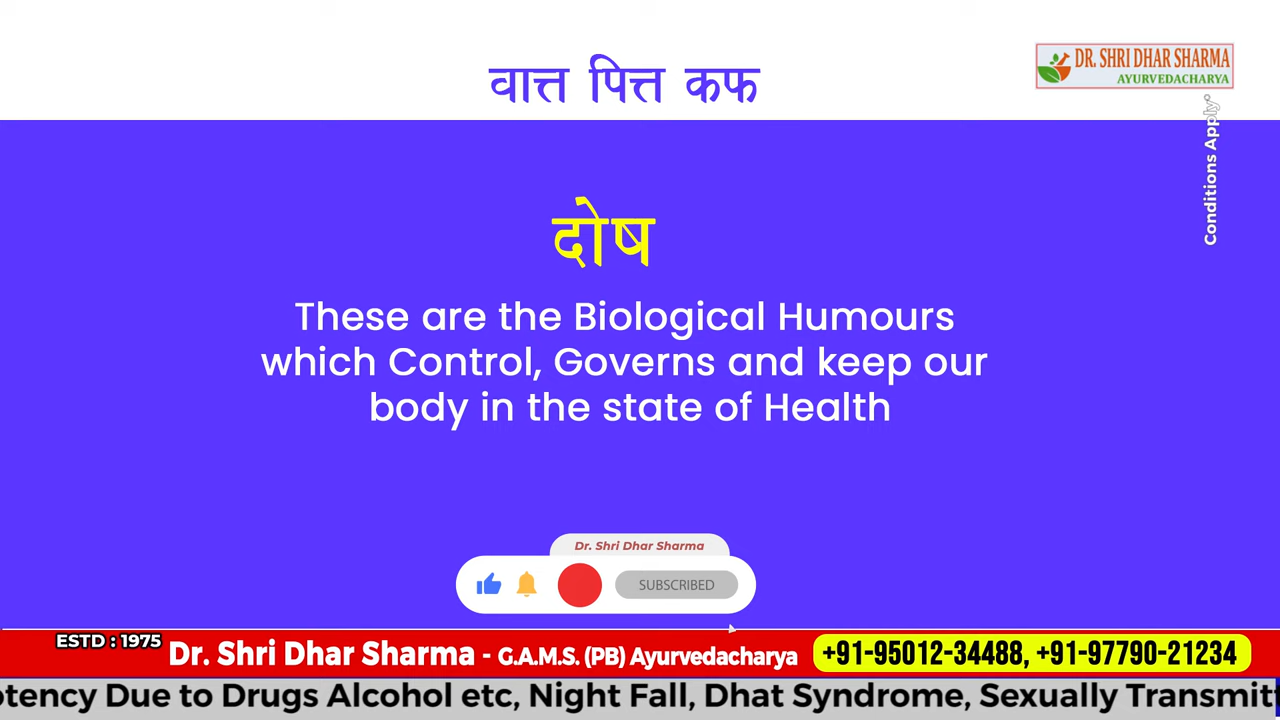 वात्त पित्त कफ
DR. SHRI DHAR SHARMA
AYURVEDACHARYA
Conditions Apply°
दोष
These are the Biological Humours
which Control, Governs and keep our
body in the state of Health
Dr. Shri Dhar Sharma
SUBSCRIBED
ESTD : 1975
Dr. Shri Dhar Sharma - G.A.M.S. (PB) Ayurvedacharya
+91-95012-34488, +91-97790-21234
Due to Drugs Alcohol etc, Night Fall, Dhat Syndrome, Sexually